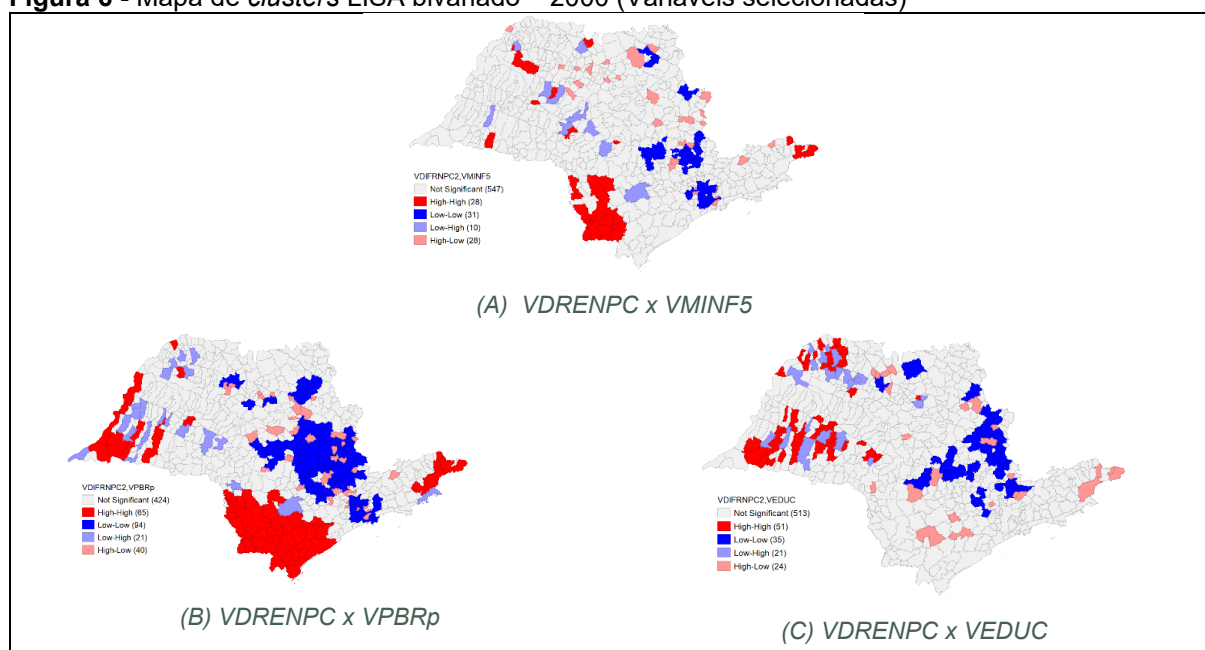 Figura 6 - Mapa de clusters LISA bivariado – 2000 (Variáveis selecionadas)
VDIFRNPC2,VMINF5
Not Significant (547)
High-High (28)
Low-Low (31)
Low-High (10)
High-Low (28)
(A) VDRENPC x VMINF5
VDIFRNPC2,VPBRp
Not Significant (424)
High-High (65)
Low-Low (94)
Low-High (21)
High-Low (40)
(B) VDRENPC x VPBRp
VDIFRNPC2,VEDUC
Not Significant (513)
High-High (51)
Low-Low (35)
Low-High (21)
High-Low (24)
(C) VDRENPC x VEDUC